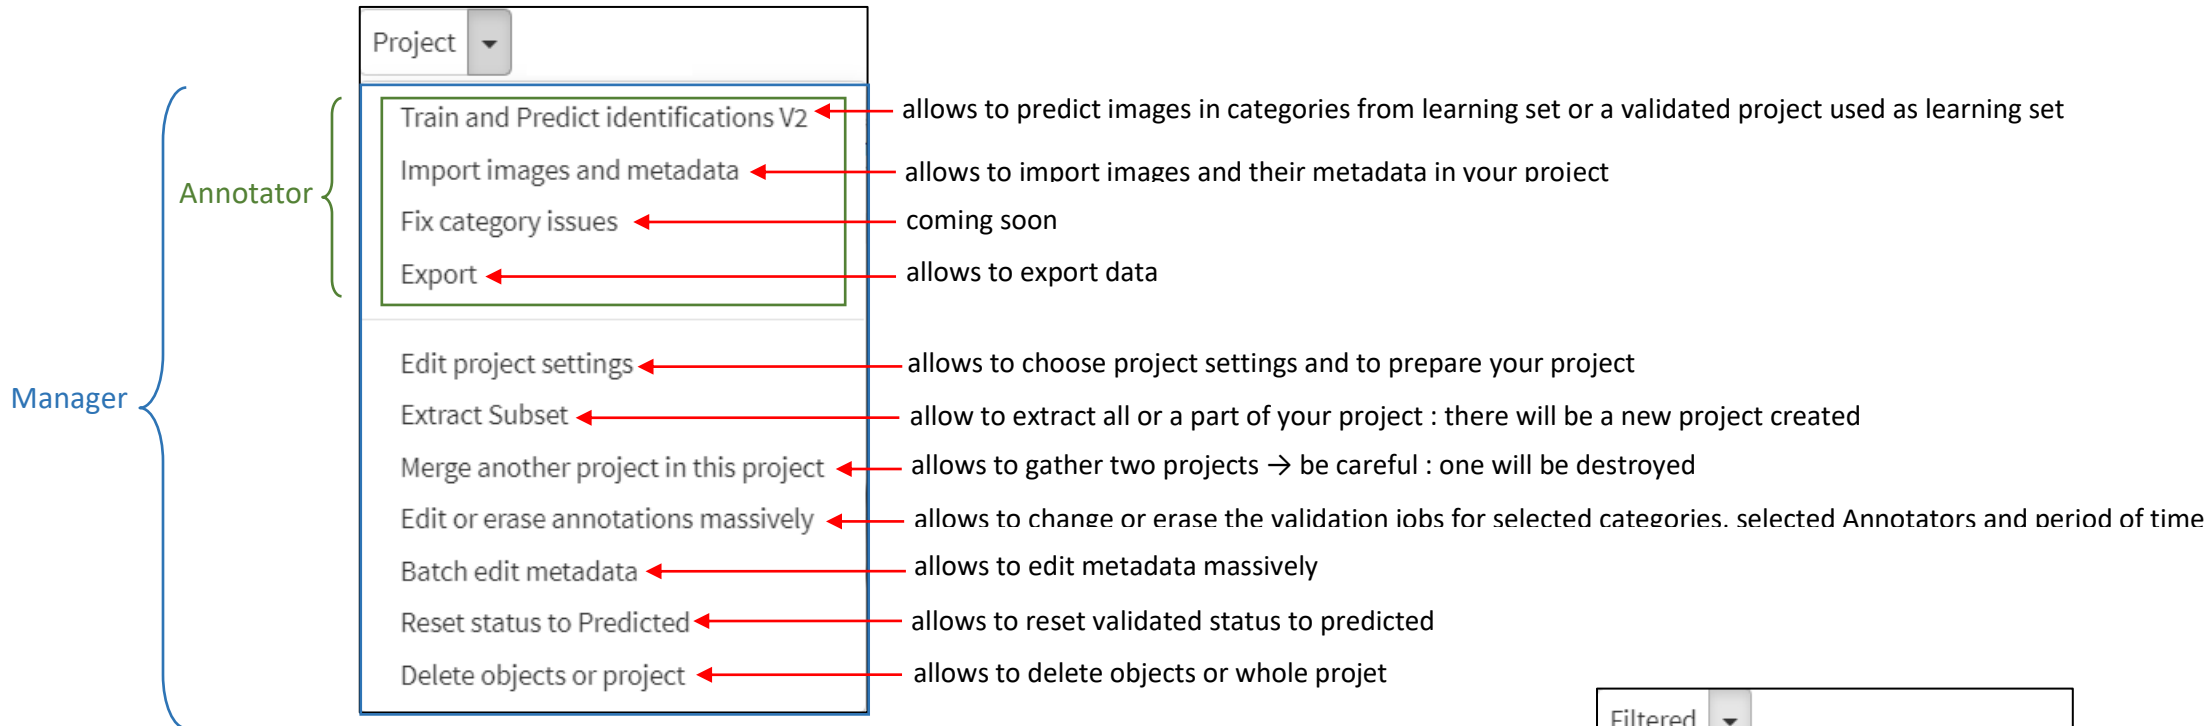 Project
Train and Predict identifications V2 allows to predict images in categories from learning set or a validated project used as learning set
Import images and metadata allows to import images and their metadata in your project
Annotator
Fix category issues coming soon
Export allows to export data
Edit project settings allows to choose project settings and to prepare your project
Manager
Extract Subset allow to extract all or a part of your project : there will be a new project created
Merge another project in this project allows to gather two projects → be careful : one will be destroyed
Edit or erase annotations massively allows to change or erase the validation jobs for selected categories, selected Annotators and period of time
Batch edit metadata allows to edit metadata massively
Reset status to Predicted allows to reset validated status to predicted
Delete objects or project allows to delete objects or whole projet
Filtered